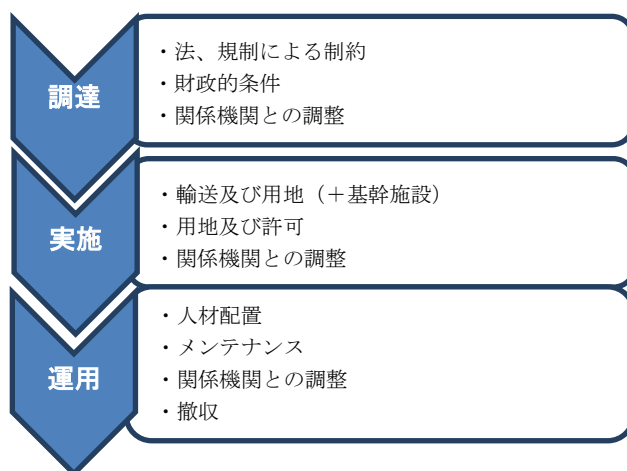 調達
・法、規制による制約
・財政的条件
・関係機関との調整
実施
・輸送及び用地（＋基幹施設）
・用地及び許可
・関係機関との調整
運用
・人材配置
・メンテナンス
・関係機関との調整
・撤収